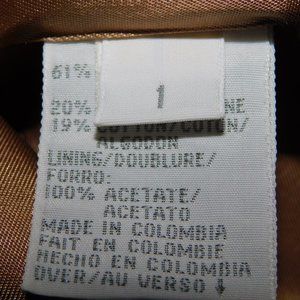 61%
1
20% NE
19% COTTON/COTON/
ALGODON
LINING/DOUBLURE/
FORRO:
100% ACETATE/
ACETATO
MADE IN COLOMBIA
FAIT EN COLOMBIE
HECHO EN COLOMBIA
OVER/AU VERSO ↓